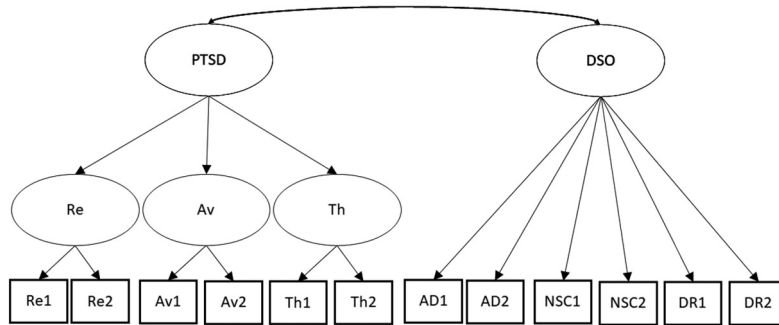 PTSD DSO
Re Av Th
Re1 Re2 Av1 Av2 Th1 Th2 AD1 AD2 NSC1 NSC2 DR1 DR2